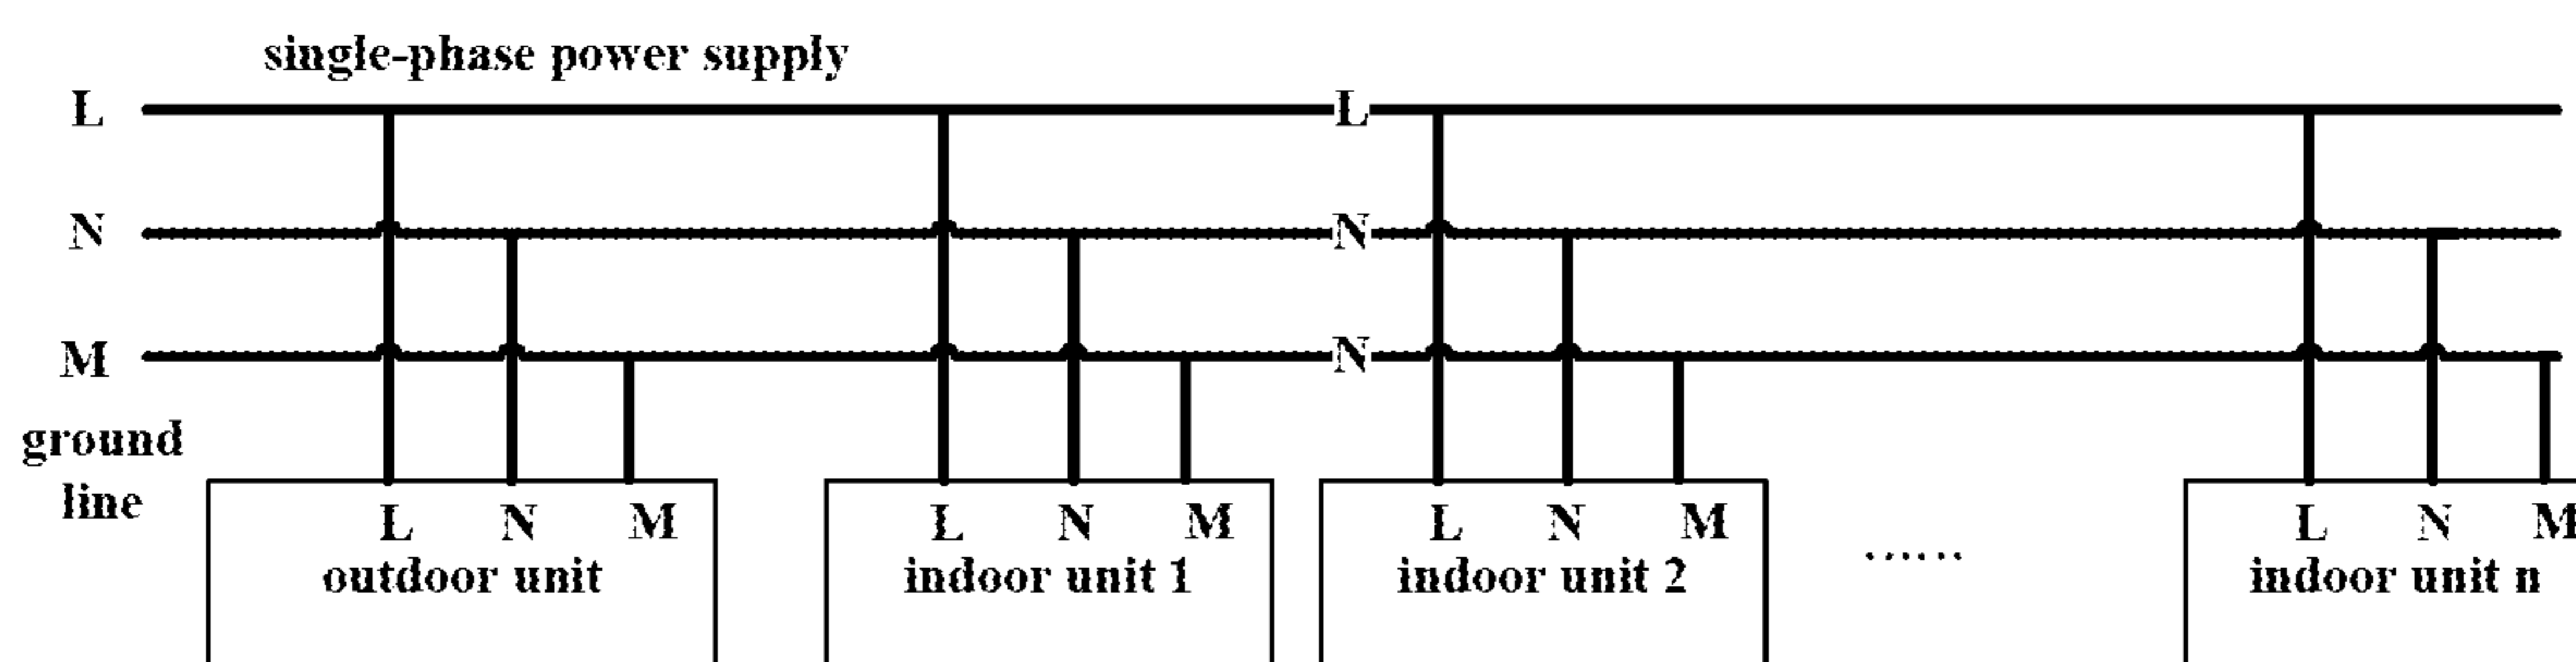 single-phase power supply
L L
N N
M N
ground
line
L N M L N M L N M L N M
outdoor unit indoor unit 1 indoor unit 2 ...... indoor unit n